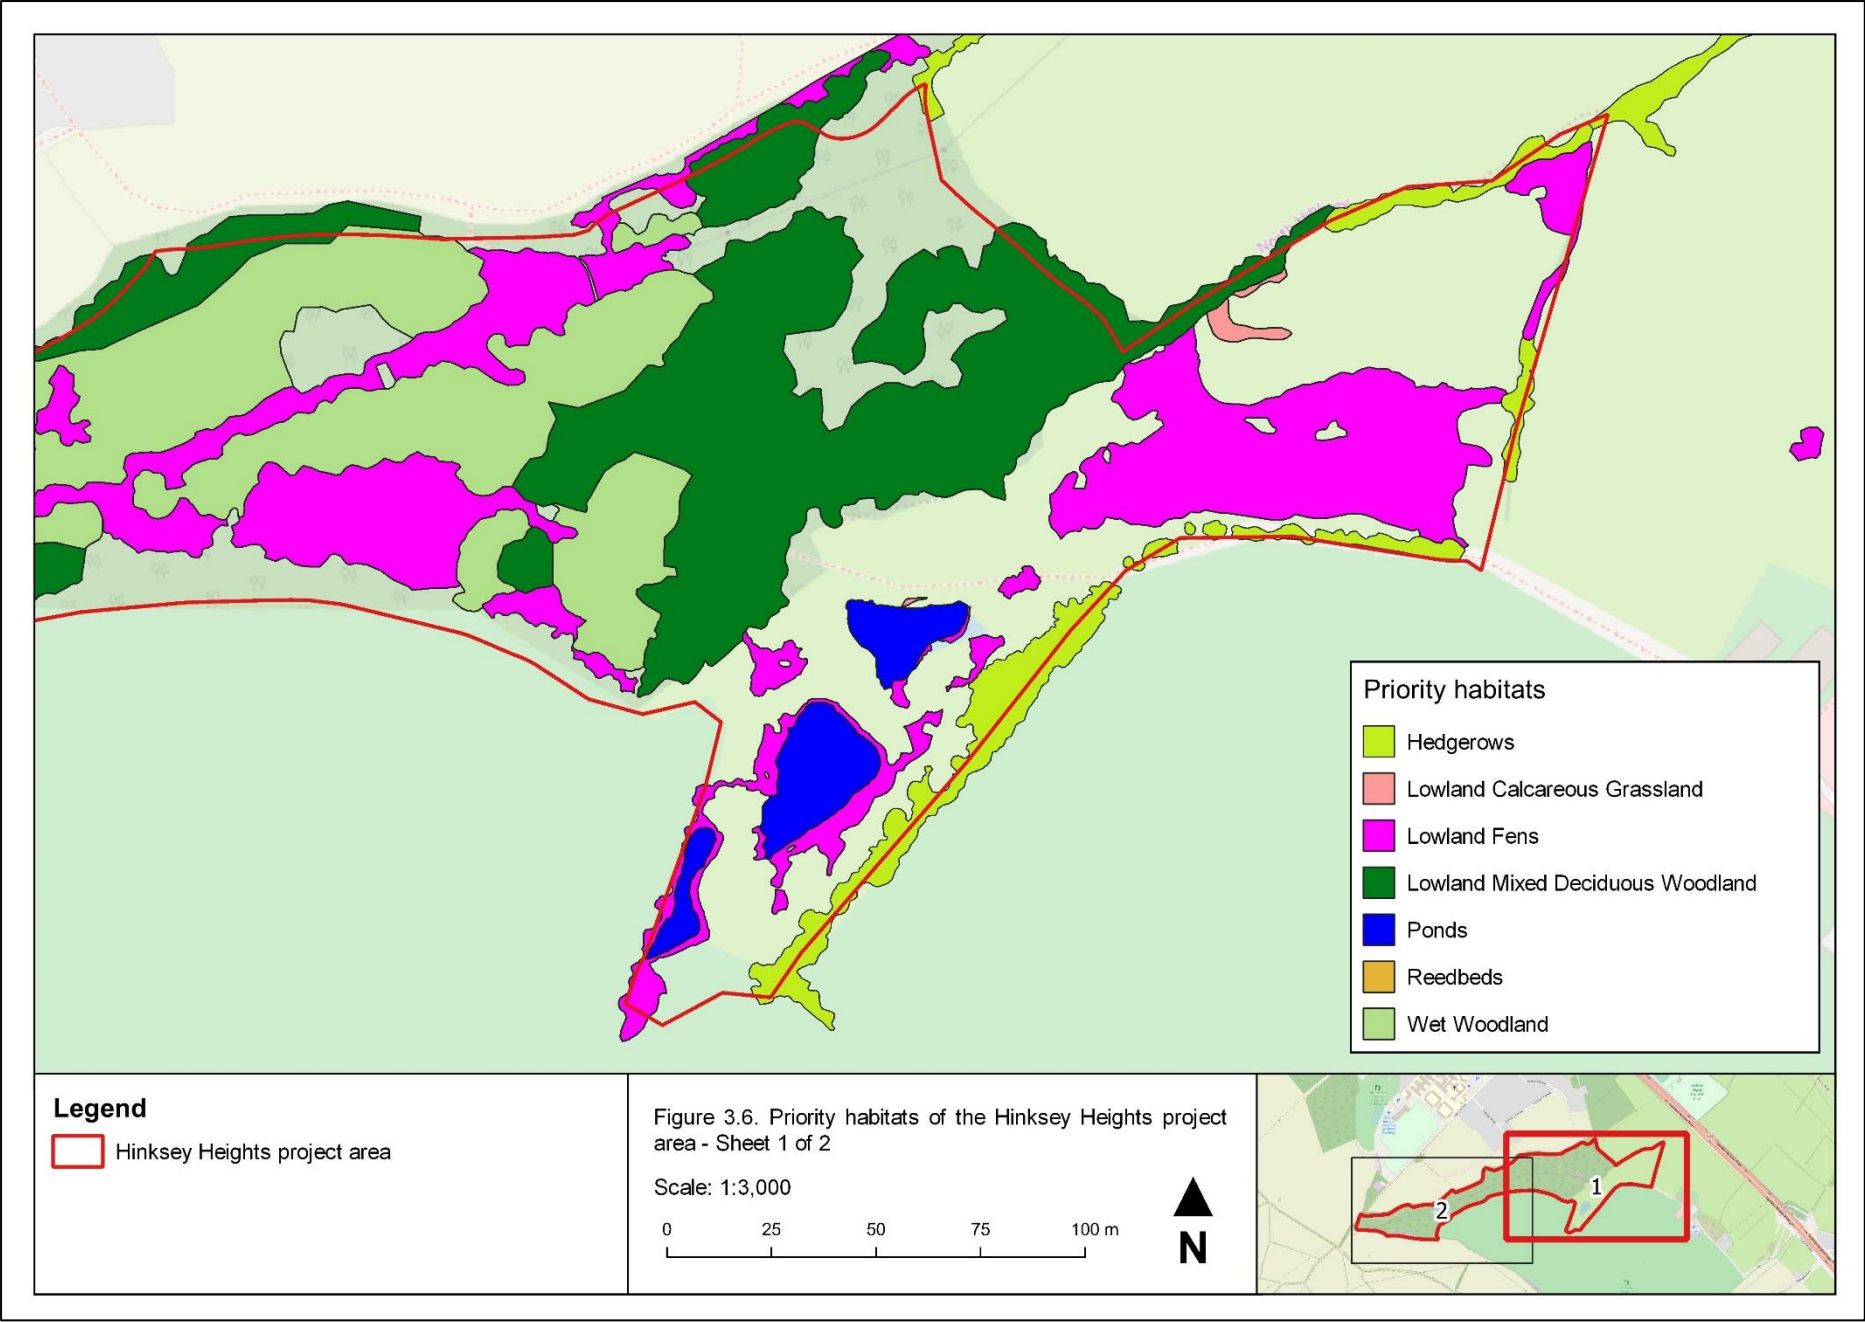 Priority habitats
Hedgerows
Lowland Calcareous Grassland
Lowland Fens
Lowland Mixed Deciduous Woodland
Ponds
Reedbeds
Wet Woodland
Legend
Hinksey Heights project area
Figure 3.6. Priority habitats of the Hinksey Heights project
area - Sheet 1 of 2
Scale: 1:3,000
0 25 50 75 100 m
N
1
2